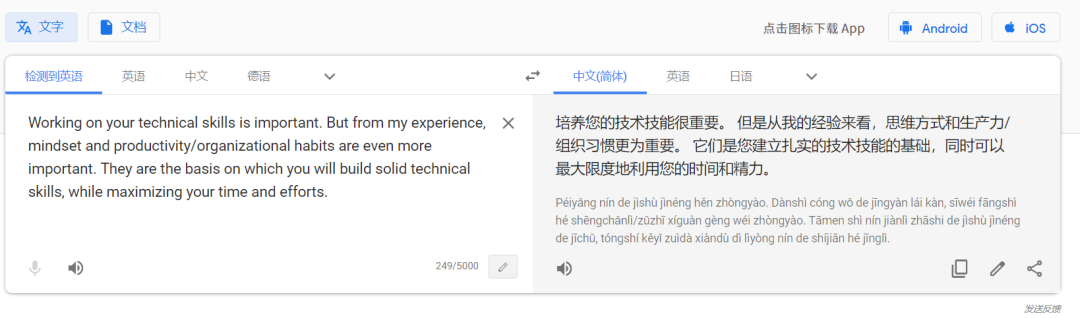 文字 文档 点击图标下载 App Android iOS
检测到英语 英语 中文 德语 中文(简体) 英语 日语
Working on your technical skills is important. But from my experience,
mindset and productivity/organizational habits are even more
important. They are the basis on which you will build solid technical
skills, while maximizing your time and efforts.
249/5000
培养您的技术技能很重要。 但是从我的经验来看，思维方式和生产力/
组织习惯更为重要。 它们是您建立扎实的技术技能的基础，同时可以
最大限度地利用您的时间和精力。
Péiyǎng nín de jìshù jìnéng hěn zhòngyào. Dànshì cóng wǒ de jīngyàn lái kàn, sīwéi fāngshì
hé shēngchǎnlì/zǔzhī xíguàn gèng wéi zhòngyào. Tāmen shì nín jiànlì zhāshi de jìshù jìnéng
de jīchǔ, tóngshí kěyǐ zuìdà xiàndù dì lìyòng nín de shíjiān hé jīnglì.
发送反馈